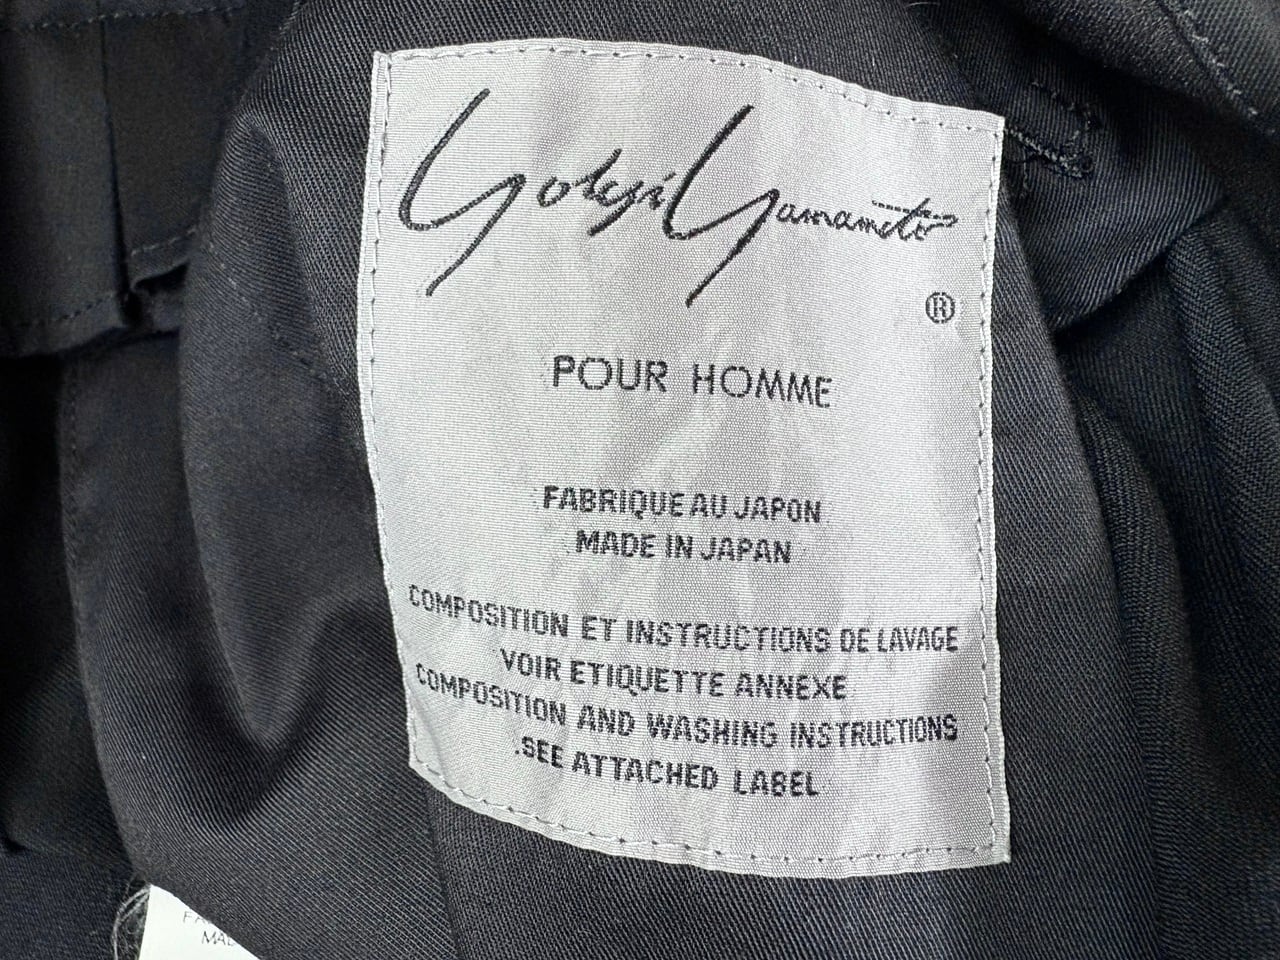 Yohji Yamamoto
®
POUR HOMME
FABRIQUE AU JAPON
MADE IN JAPAN
COMPOSITION ET INSTRUCTIONS DE LAVAGE
VOIR ETIQUETTE ANNEXE
COMPOSITION AND WASHING INSTRUCTIONS
.SEE ATTACHED LABEL